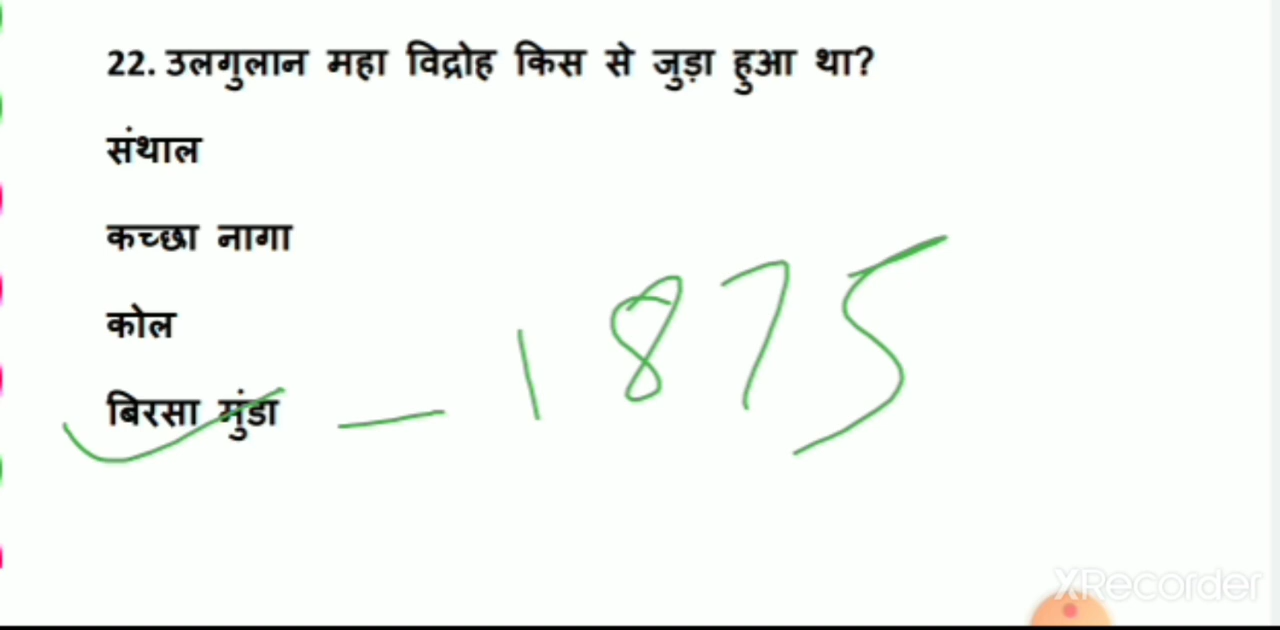 22. उलगुलान महा विद्रोह किस से जुड़ा हुआ था?
संथाल
कच्छा नागा
कोल
बिरसा मुंडा – 1875
XRecorder